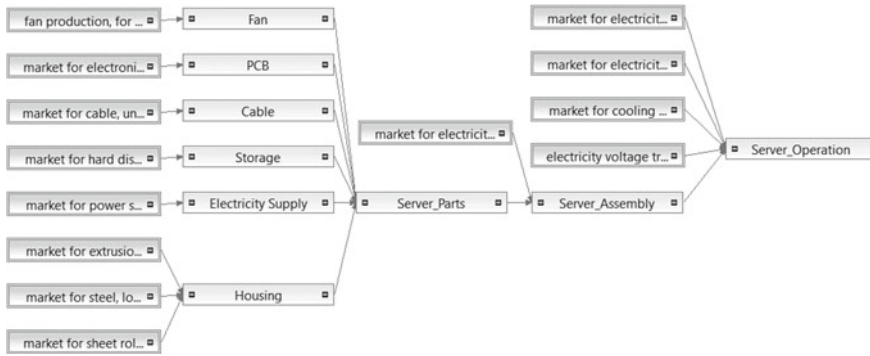 fan production, for ...
Fan
market for electricit...
market for electroni...
PCB
market for electricit...
market for cable, un...
Cable
market for cooling ...
market for electricit...
market for hard dis...
Storage
electricity voltage tr...
Server_Operation
market for power s...
Electricity Supply
Server_Parts
Server_Assembly
market for extrusio...
market for steel, lo...
Housing
market for sheet rol...